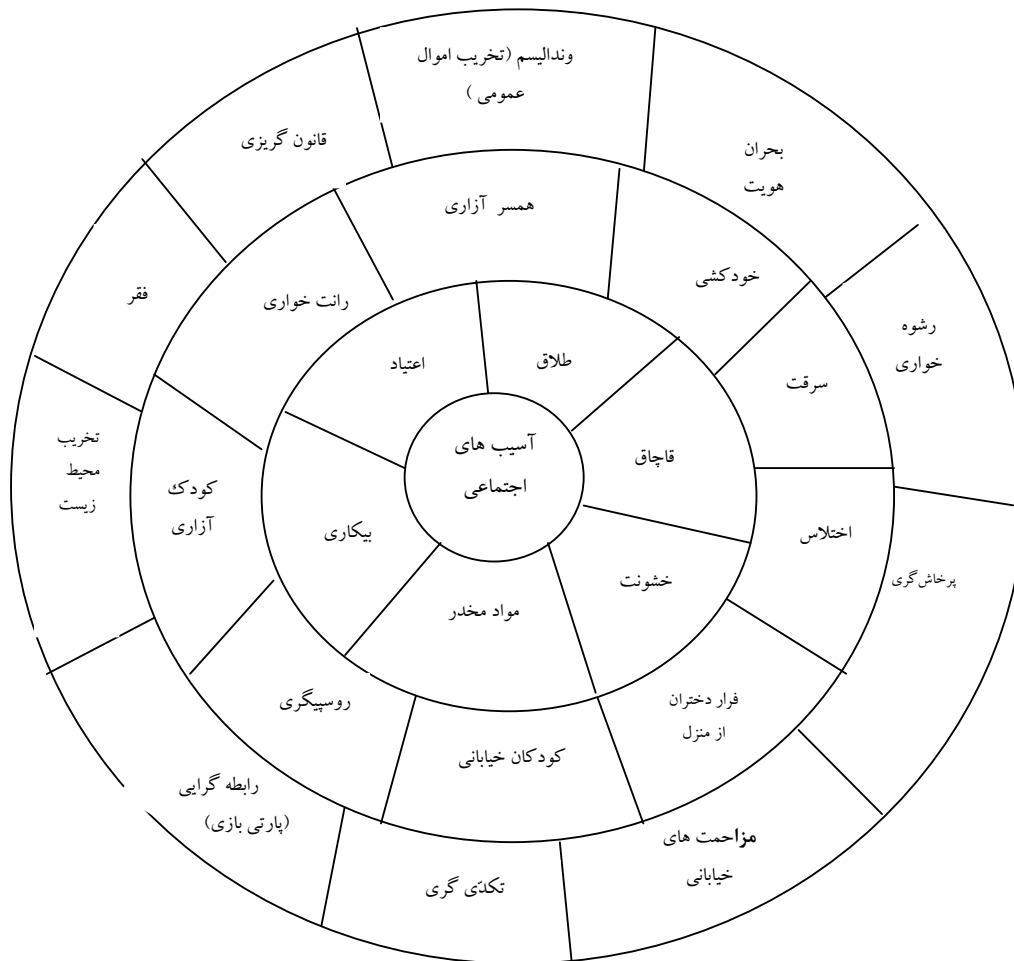 وندالیسم (تخریب اموال
عمومی )
بحران
هویت
قانون گریزی
فقر
رشوه
خواری
تخریب
محیط
زیست
پرخاش‌گری
رابطه گرایی
(پارتی بازی)
تکدّی گری
مزاحمت های
خیابانی
همسر آزاری
خودکشی
رانت خواری
سرقت
کودک
آزاری
اختلاس
روسپیگری
کودکان خیابانی
فرار دختران
از منزل
اعتیاد
طلاق
قاچاق
بیکاری
خشونت
مواد مخدر
آسیب های
اجتماعی